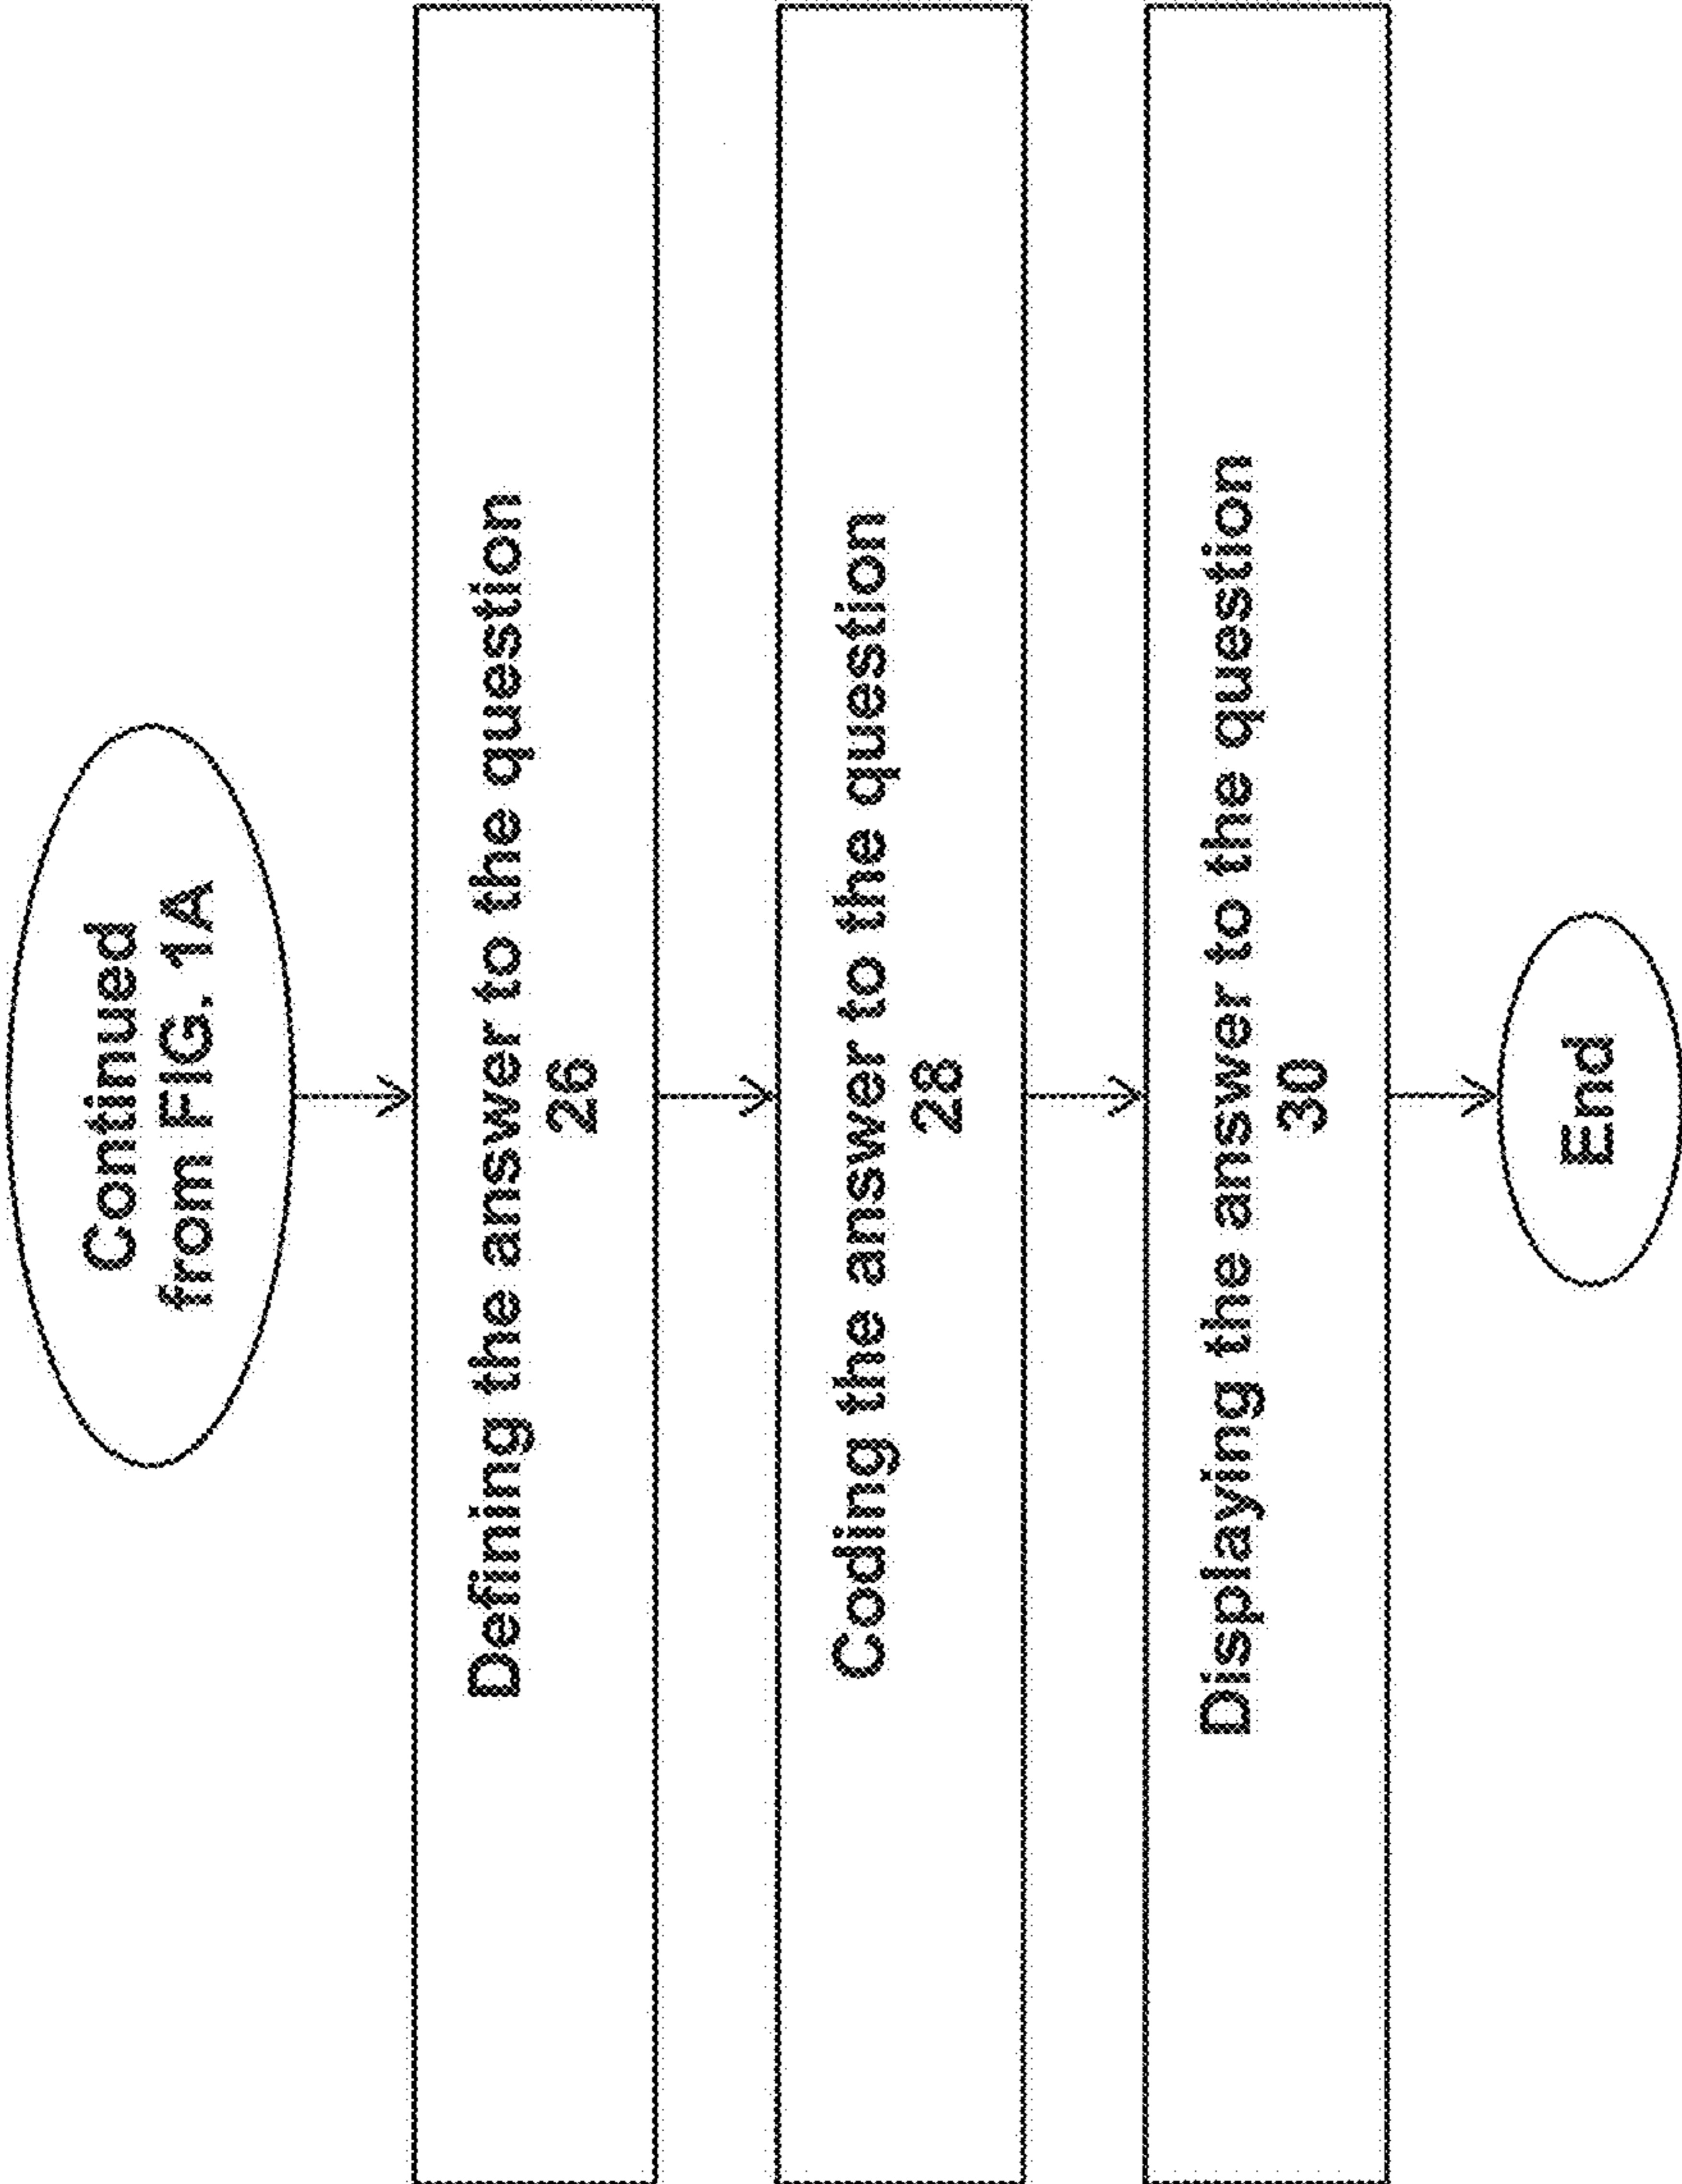 Continued
from FIG. 1A
Defining the answer to the question
26
Coding the answer to the question
28
Displaying the answer to the question
30
End